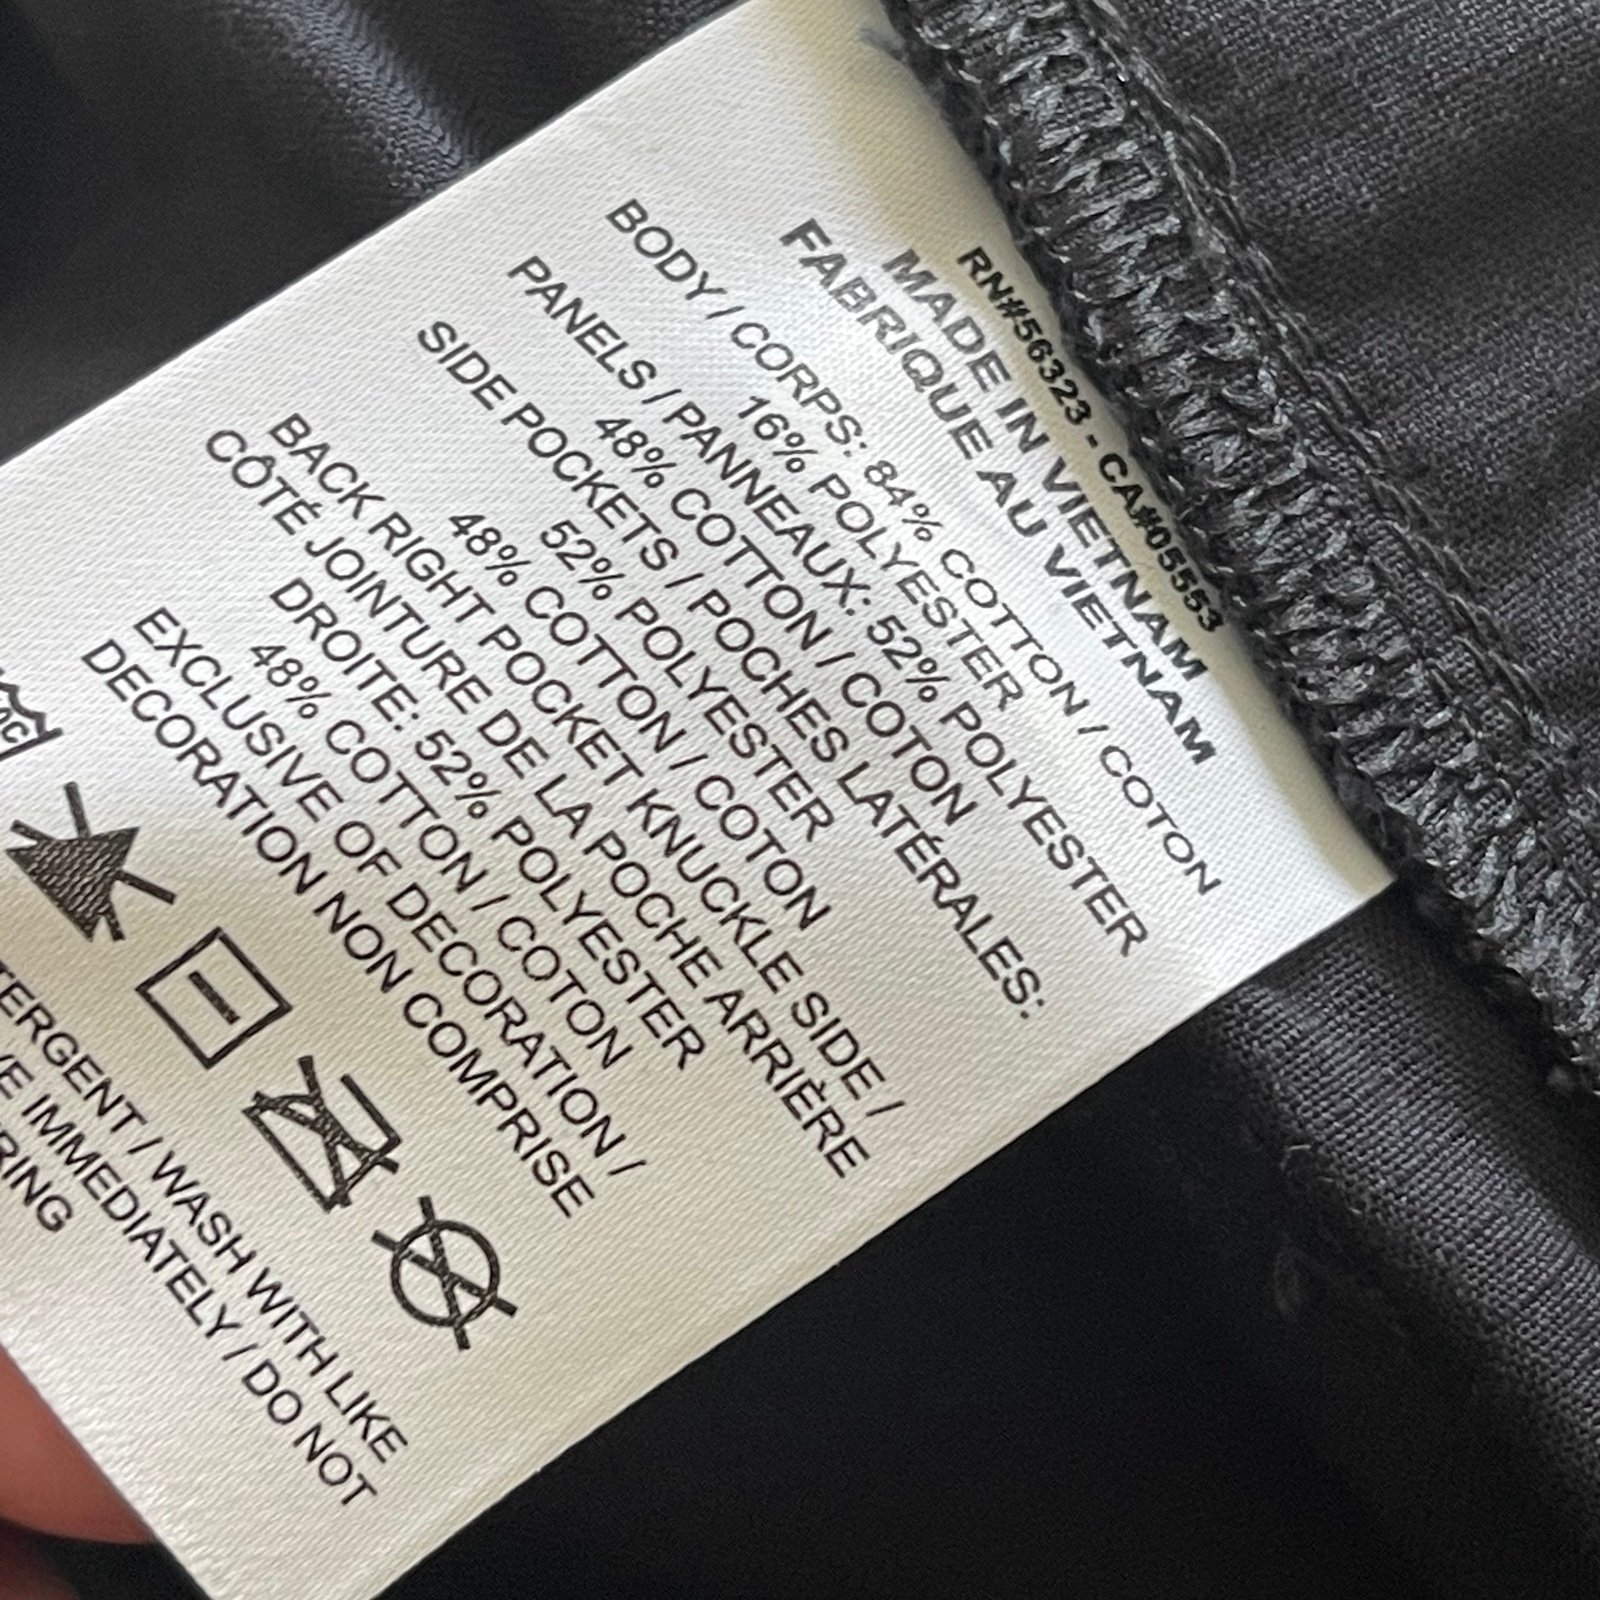 RN#56323 - CA#05553
MADE IN VIETNAM
FABRIQUE AU VIETNAM
BODY / CORPS: 84% COTTON / COTON
16% POLYESTER
PANELS / PANNEAUX: 52% POLYESTER
48% COTTON / COTON
SIDE POCKETS / POCHES LATÉRALES:
52% POLYESTER
48% COTTON / COTON
BACK RIGHT POCKET KNUCKLE SIDE /
CÔTÉ JOINTURE DE LA POCHE ARRIÈRE
DROITE: 52% POLYESTER
48% COTTON / COTON
EXCLUSIVE OF DECORATION /
DECORATION NON COMPRISE
TERGENT / WASH WITH LIKE
VE IMMEDIATELY / DO NOT
RING